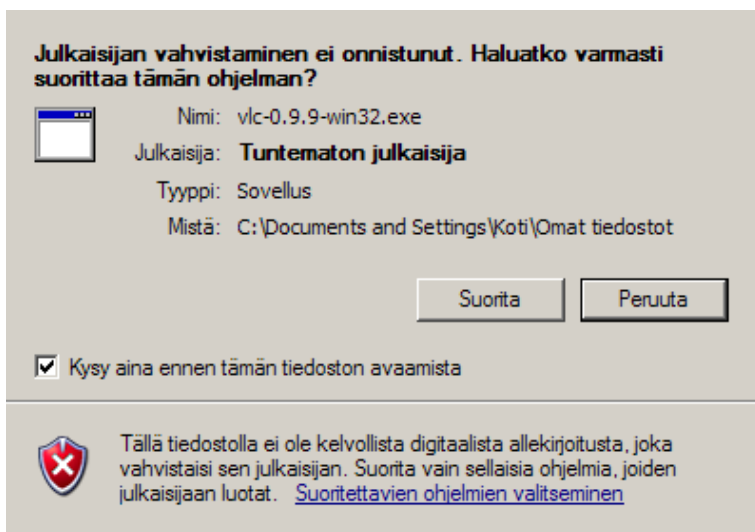 Julkaisijan vahvistaminen ei onnistunut. Haluatko varmasti
suorittaa tämän ohjelman?
Nimi: vlc-0.9.9-win32.exe
Julkaisija: Tuntematon julkaisija
Tyyppi: Sovellus
Mistä: C:\Documents and Settings\Koti\Omat tiedostot
Suorita Peruuta
Kysy aina ennen tämän tiedoston avaamista
Tällä tiedostolla ei ole kelvollista digitaalista allekirjoitusta, joka
vahvistaisi sen julkaisijan. Suorita vain sellaisia ohjelmia, joiden
julkaisijaan luotat. Suoritettavien ohjelmien valitseminen